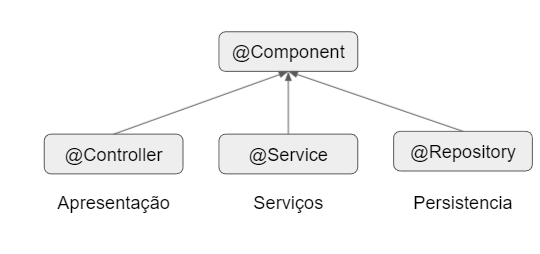 @Component
@Controller
@Service
@Repository
Apresentação
Serviços
Persistencia